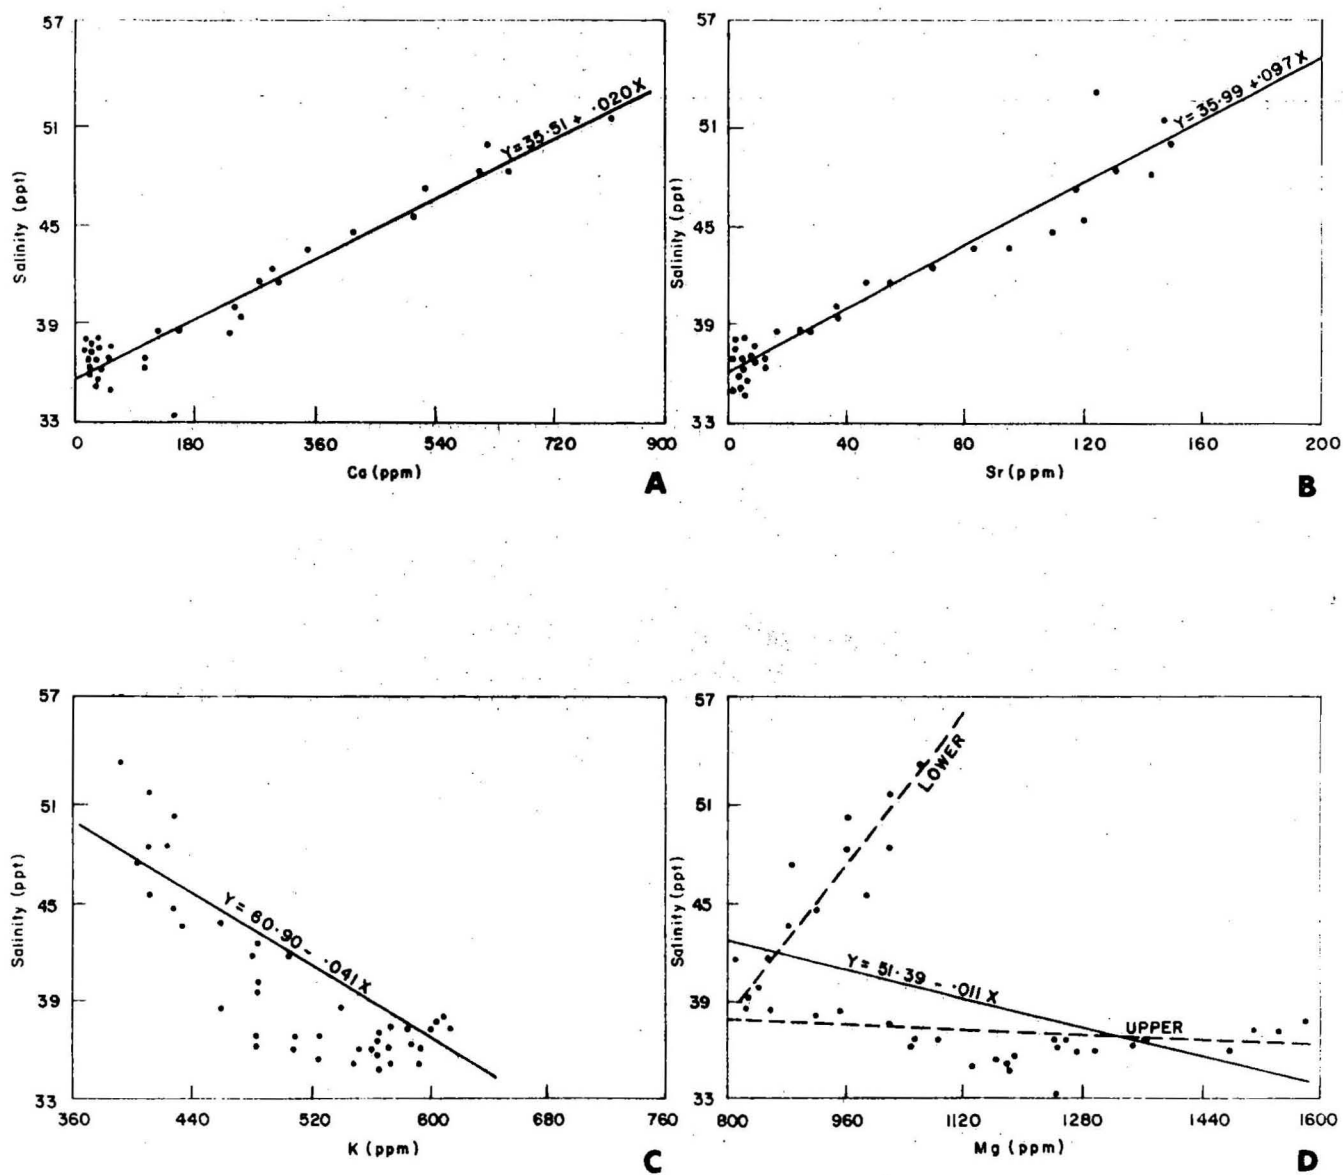 57
51
45
39
33
Salinity (ppt)
Y=35.51 + .020X
0 180 360 540 720 900
Ca (ppm)
A
57
51
45
39
33
Salinity (ppt)
Y=35.99 +.097X
0 40 80 120 160 200
Sr (ppm)
B
57
51
45
39
33
Salinity (ppt)
Y= 60.90 - .041X
360 440 520 600 680 760
K (ppm)
C
57
51
45
39
33
Salinity (ppt)
LOWER
Y= 51.39 - .011X
UPPER
800 960 1120 1280 1440 1600
Mg (ppm)
D